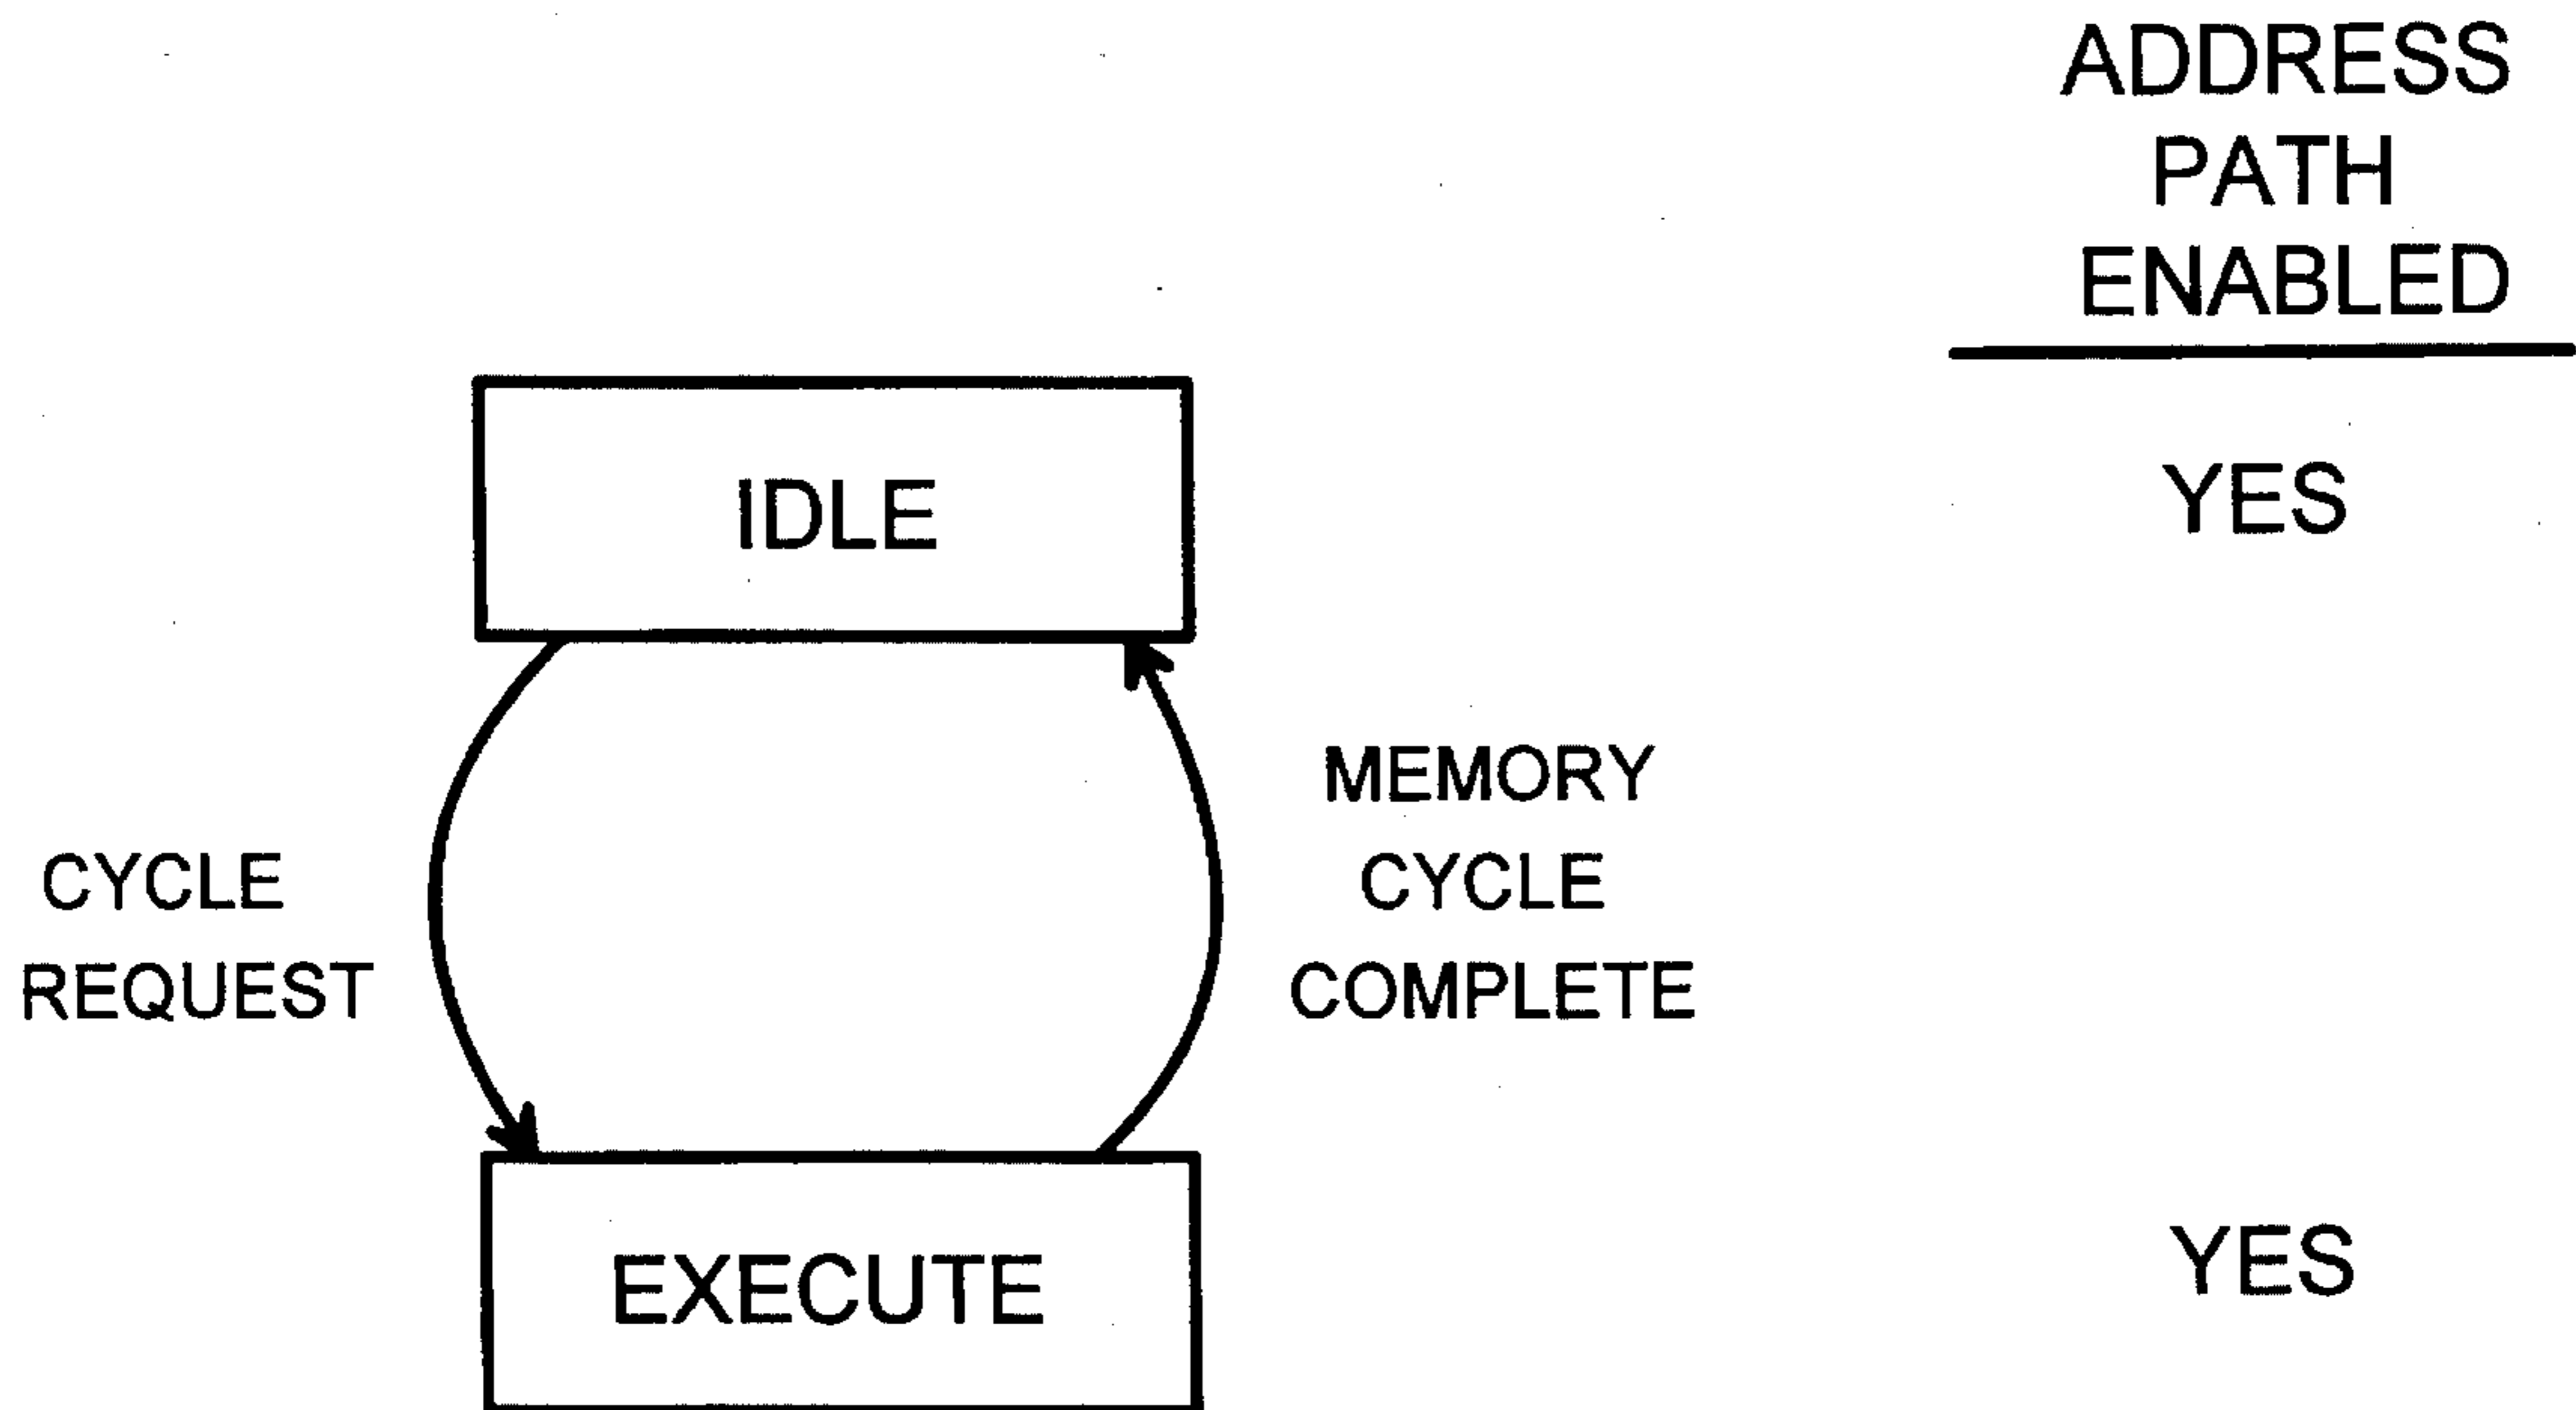 ADDRESS
PATH
ENABLED
IDLE
YES
CYCLE
REQUEST
MEMORY
CYCLE
COMPLETE
EXECUTE
YES